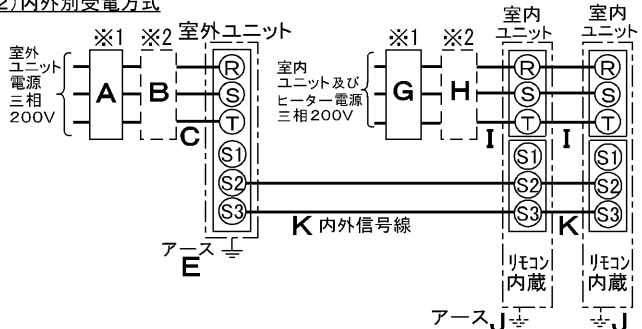 2)内外別受電方式
※1
※2
室外ユニット
室外
ユニット
電源
三相
200V
A
B
C
R
S
T
S1
S2
S3
アース
E
※1
※2
室内
ユニット及び
ヒーター電源
三相200V
G
H
I
I
室内
ユニット
室内
ユニット
R
S
T
S1
S2
S3
R
S
T
S1
S2
S3
K 内外信号線
K
リモコン
内蔵
リモコン
内蔵
アース J
J